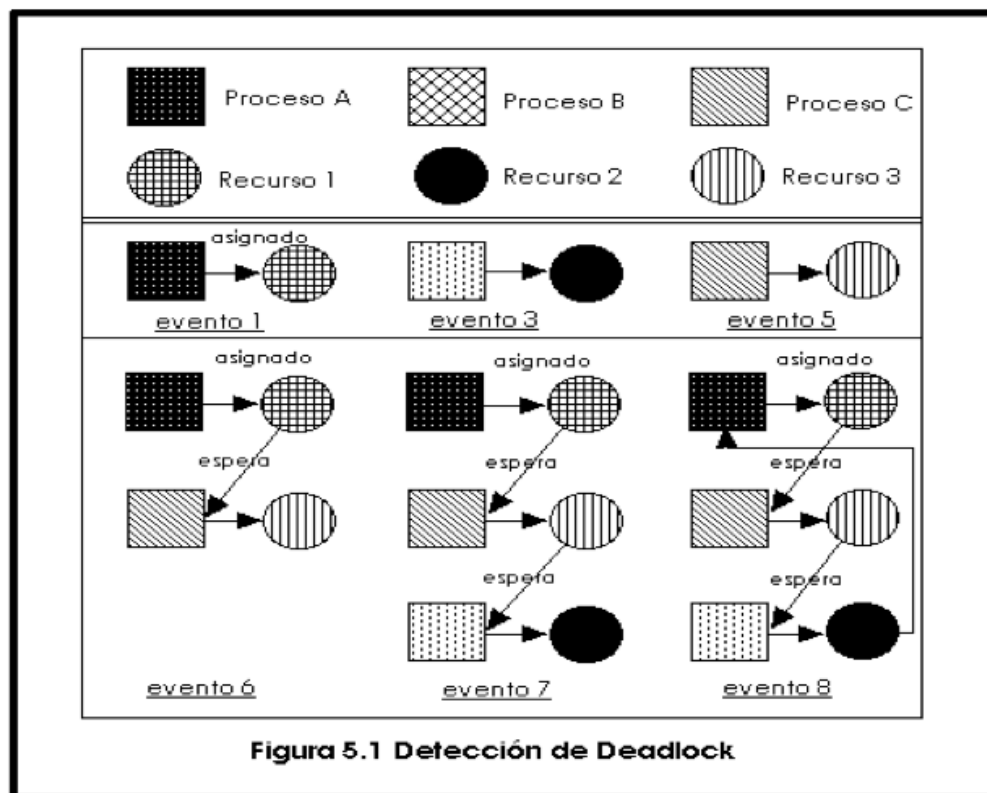 Proceso A
Proceso B
Proceso C
Recurso 1
Recurso 2
Recurso 3
asignado
evento 1
evento 3
evento 5
asignado
asignado
asignado
espera
espera
espera
espera
espera
evento 6
evento 7
evento 8
Figura 5.1 Detección de Deadlock